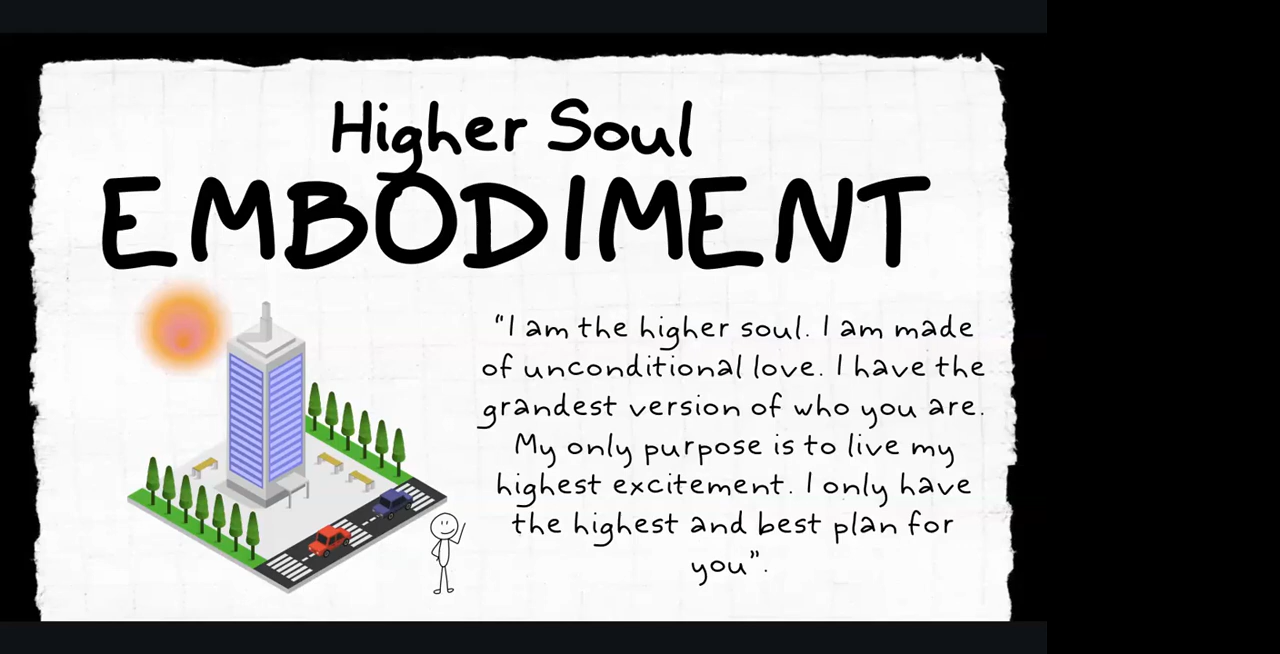 Higher Soul
EMBODIMENT
"I am the higher soul. I am made
of unconditional love. I have the
grandest version of who you are.
My only purpose is to live my
highest excitement. I only have
the highest and best plan for
you".